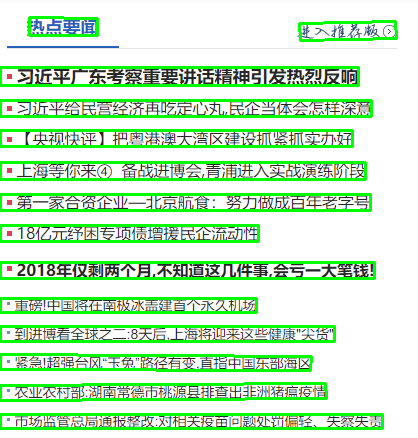 热点要闻
进入推荐版
习近平广东考察重要讲话精神引发热烈反响
习近平给民营经济再吃定心丸,民企当体会怎样深意
【央视快评】把粤港澳大湾区建设抓紧抓实办好
上海等你来④ 备战进博会,青浦进入实战演练阶段
第一家合资企业—北京航食：努力做成百年老字号
18亿元纾困专项债增援民企流动性
2018年仅剩两个月,不知道这几件事,会亏一大笔钱!
重磅!中国将在南极冰盖建首个永久机场
到进博看全球之二:8天后,上海将迎来这些健康"尖货"
紧急!超强台风"玉兔"路径有变,直指中国东部海区
农业农村部:湖南常德市桃源县排查出非洲猪瘟疫情
市场监管总局通报整改:对相关疫苗问题处罚偏轻、失察失责